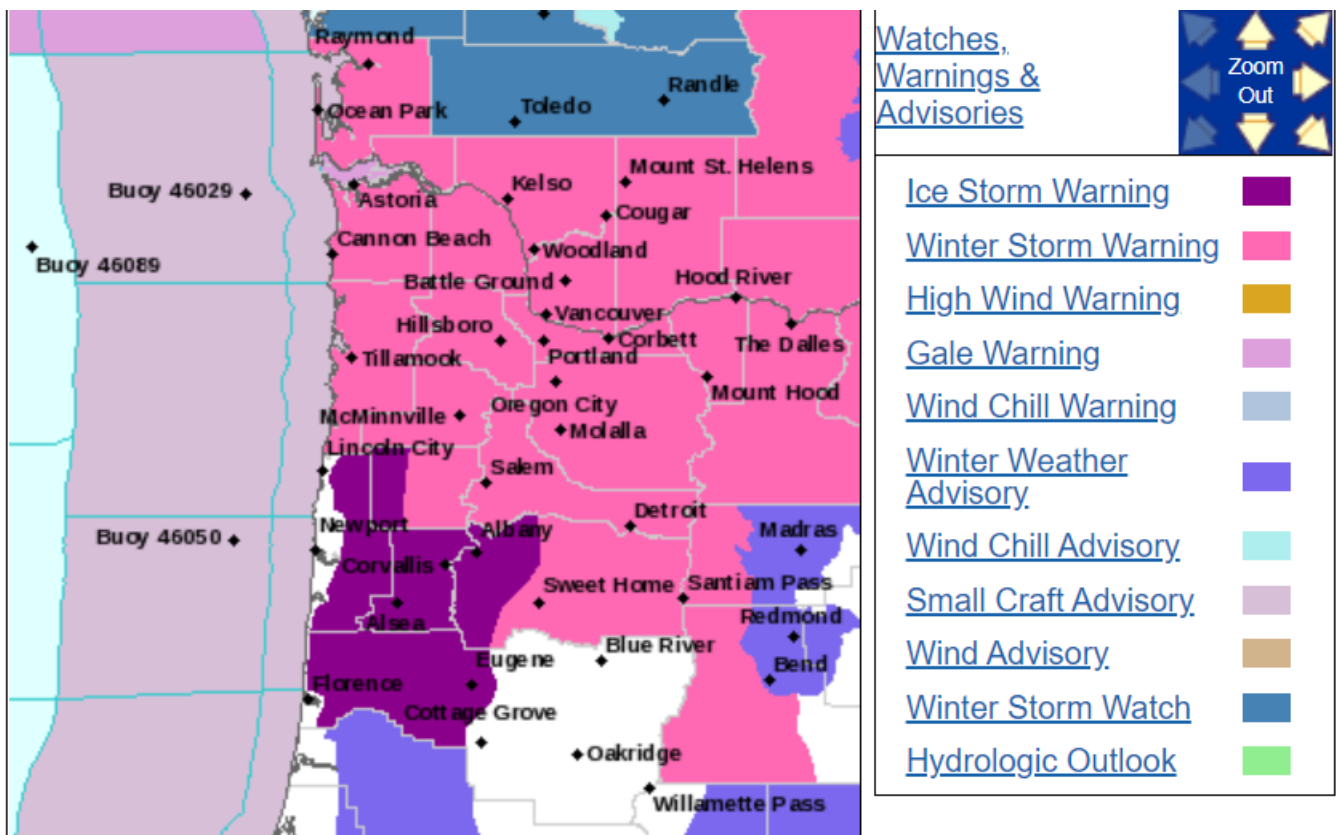 Raymond
Randle
Ocean Park
Toledo
Mount St. Helens
Buoy 46029
Kelso
Astoria
Cougar
Cannon Beach
Woodland
Buoy 46089
Battle Ground
Hood River
Vancouver
Hillsboro
Corbett
The Dalles
Portland
Tillamook
Mount Hood
Oregon City
McMinnville
Molalla
Lincoln City
Salem
Detroit
Newport
Albany
Madras
Buoy 46050
Corvallis
Sweet Home
Santiam Pass
Alsea
Redmond
Blue River
Eugene
Bend
Florence
Cottage Grove
Oakridge
Willamette Pass
Watches,
Warnings &
Advisories
Zoom
Out
Ice Storm Warning
Winter Storm Warning
High Wind Warning
Gale Warning
Wind Chill Warning
Winter Weather
Advisory
Wind Chill Advisory
Small Craft Advisory
Wind Advisory
Winter Storm Watch
Hydrologic Outlook